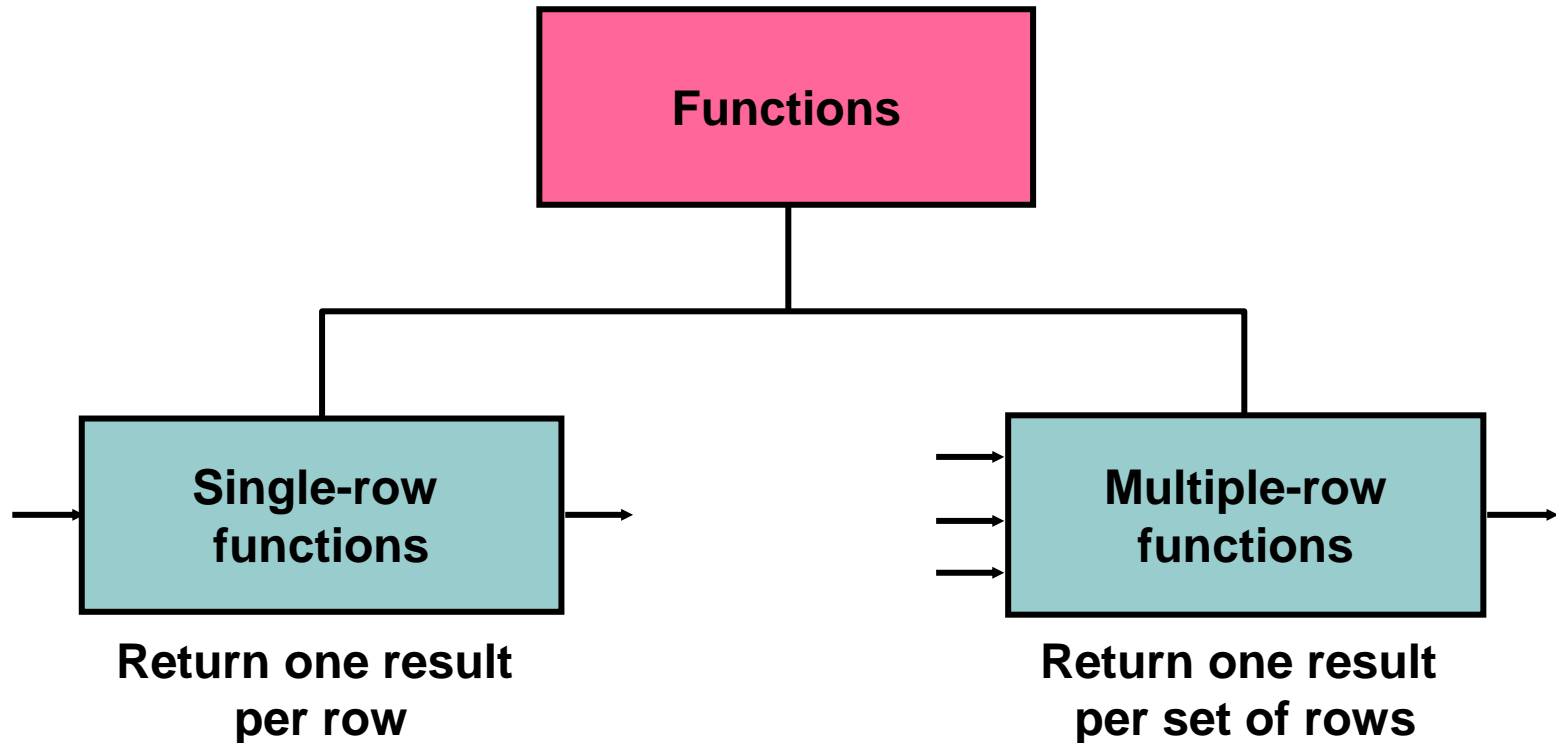 Functions
Single-row
functions
Return one result
per row
Multiple-row
functions
Return one result
per set of rows